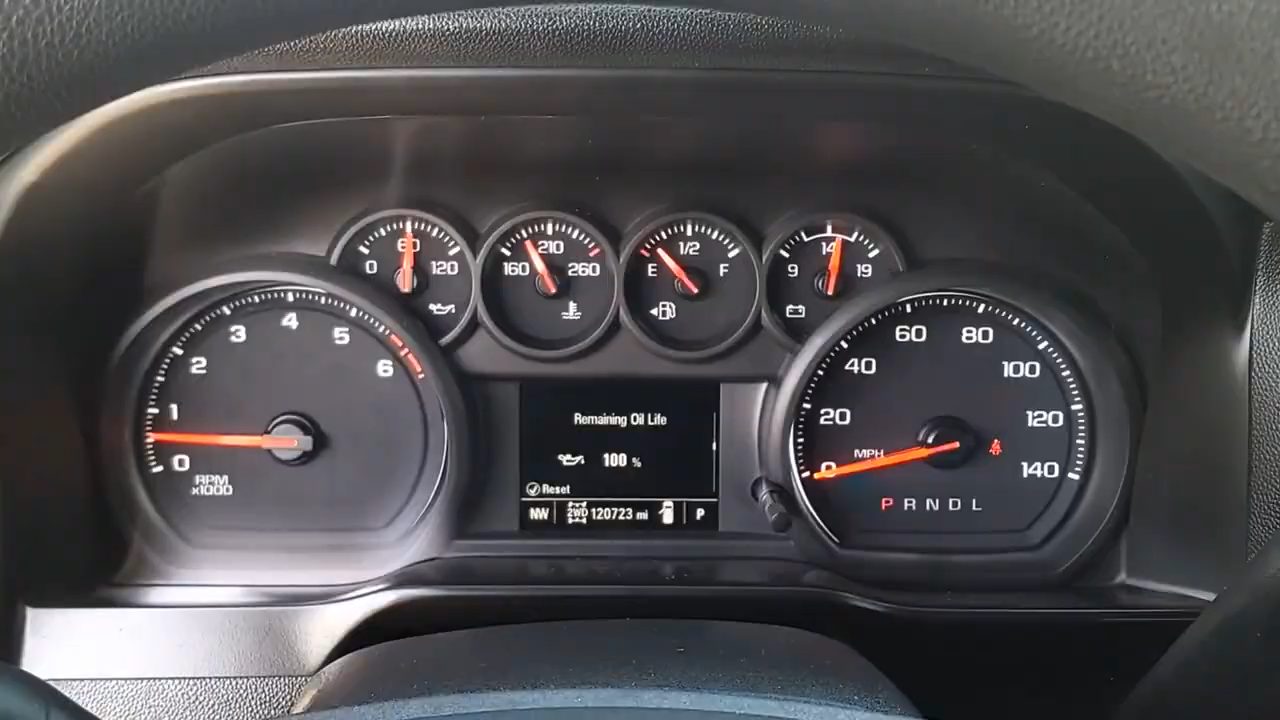 0 60 120
160 210 260
E 1/2 F
9 14 19
0 1 2 3 4 5 6
RPM
x1000
Remaining Oil Life
100 %
Reset
NW 2WD 120723 mi P
0 20 40 60 80 100 120 140
MPH
P R N D L